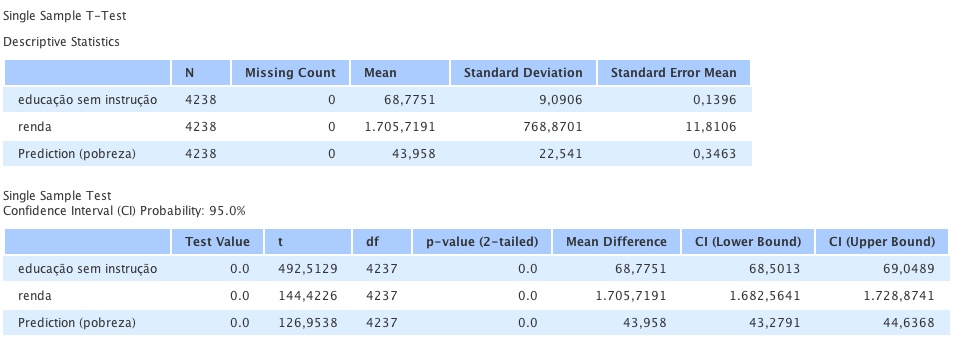 Single Sample T-Test
Descriptive Statistics
N Missing Count Mean Standard Deviation Standard Error Mean
educação sem instrução 4238 0 68,7751 9,0906 0,1396
renda 4238 0 1.705,7191 768,8701 11,8106
Prediction (pobreza) 4238 0 43,958 22,541 0,3463
Single Sample Test
Confidence Interval (CI) Probability: 95.0%
Test Value t df p-value (2-tailed) Mean Difference CI (Lower Bound) CI (Upper Bound)
educação sem instrução 0.0 492,5129 4237 0.0 68,7751 68,5013 69,0489
renda 0.0 144,4226 4237 0.0 1.705,7191 1.682,5641 1.728,8741
Prediction (pobreza) 0.0 126,9538 4237 0.0 43,958 43,2791 44,6368